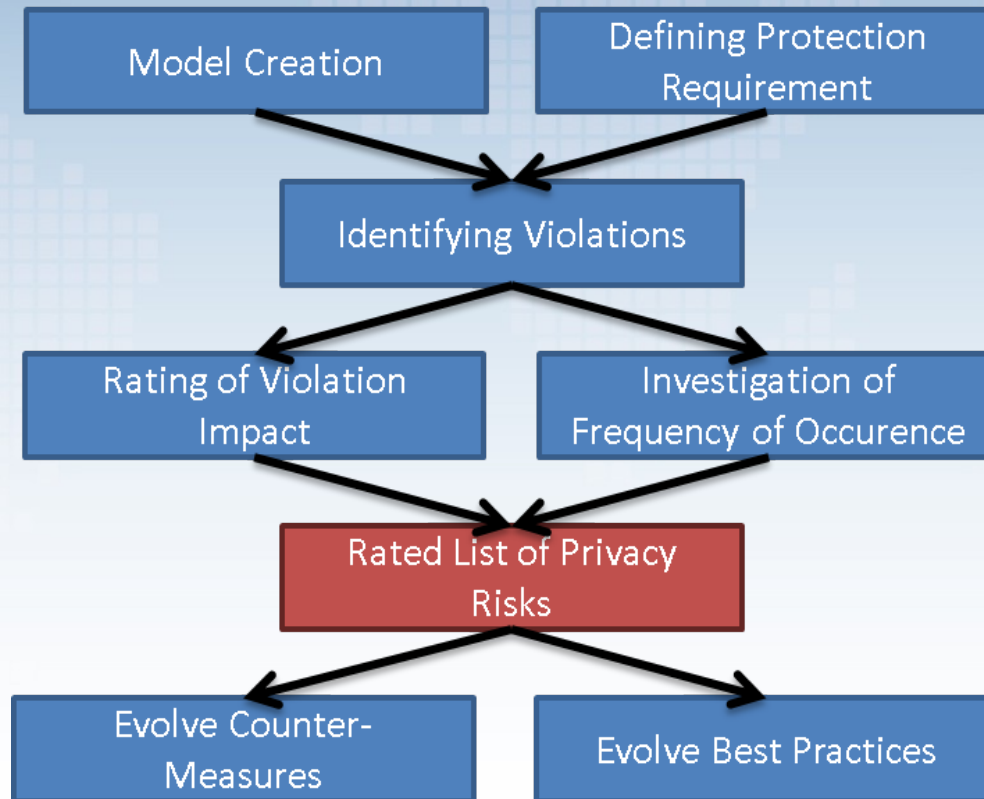 Model Creation
Defining Protection
Requirement
Identifying Violations
Rating of Violation
Impact
Investigation of
Frequency of Occurence
Rated List of Privacy
Risks
Evolve Counter-
Measures
Evolve Best Practices